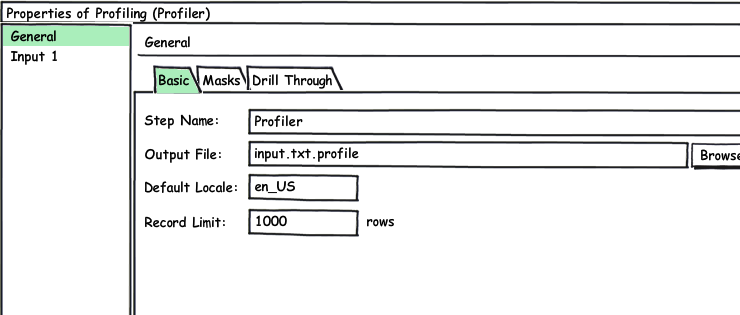 Properties of Profiling (Profiler)
General
Input 1
General
Basic Masks Drill Through
Step Name: Profiler
Output File: input.txt.profile Browse
Default Locale: en_US
Record Limit: 1000 rows